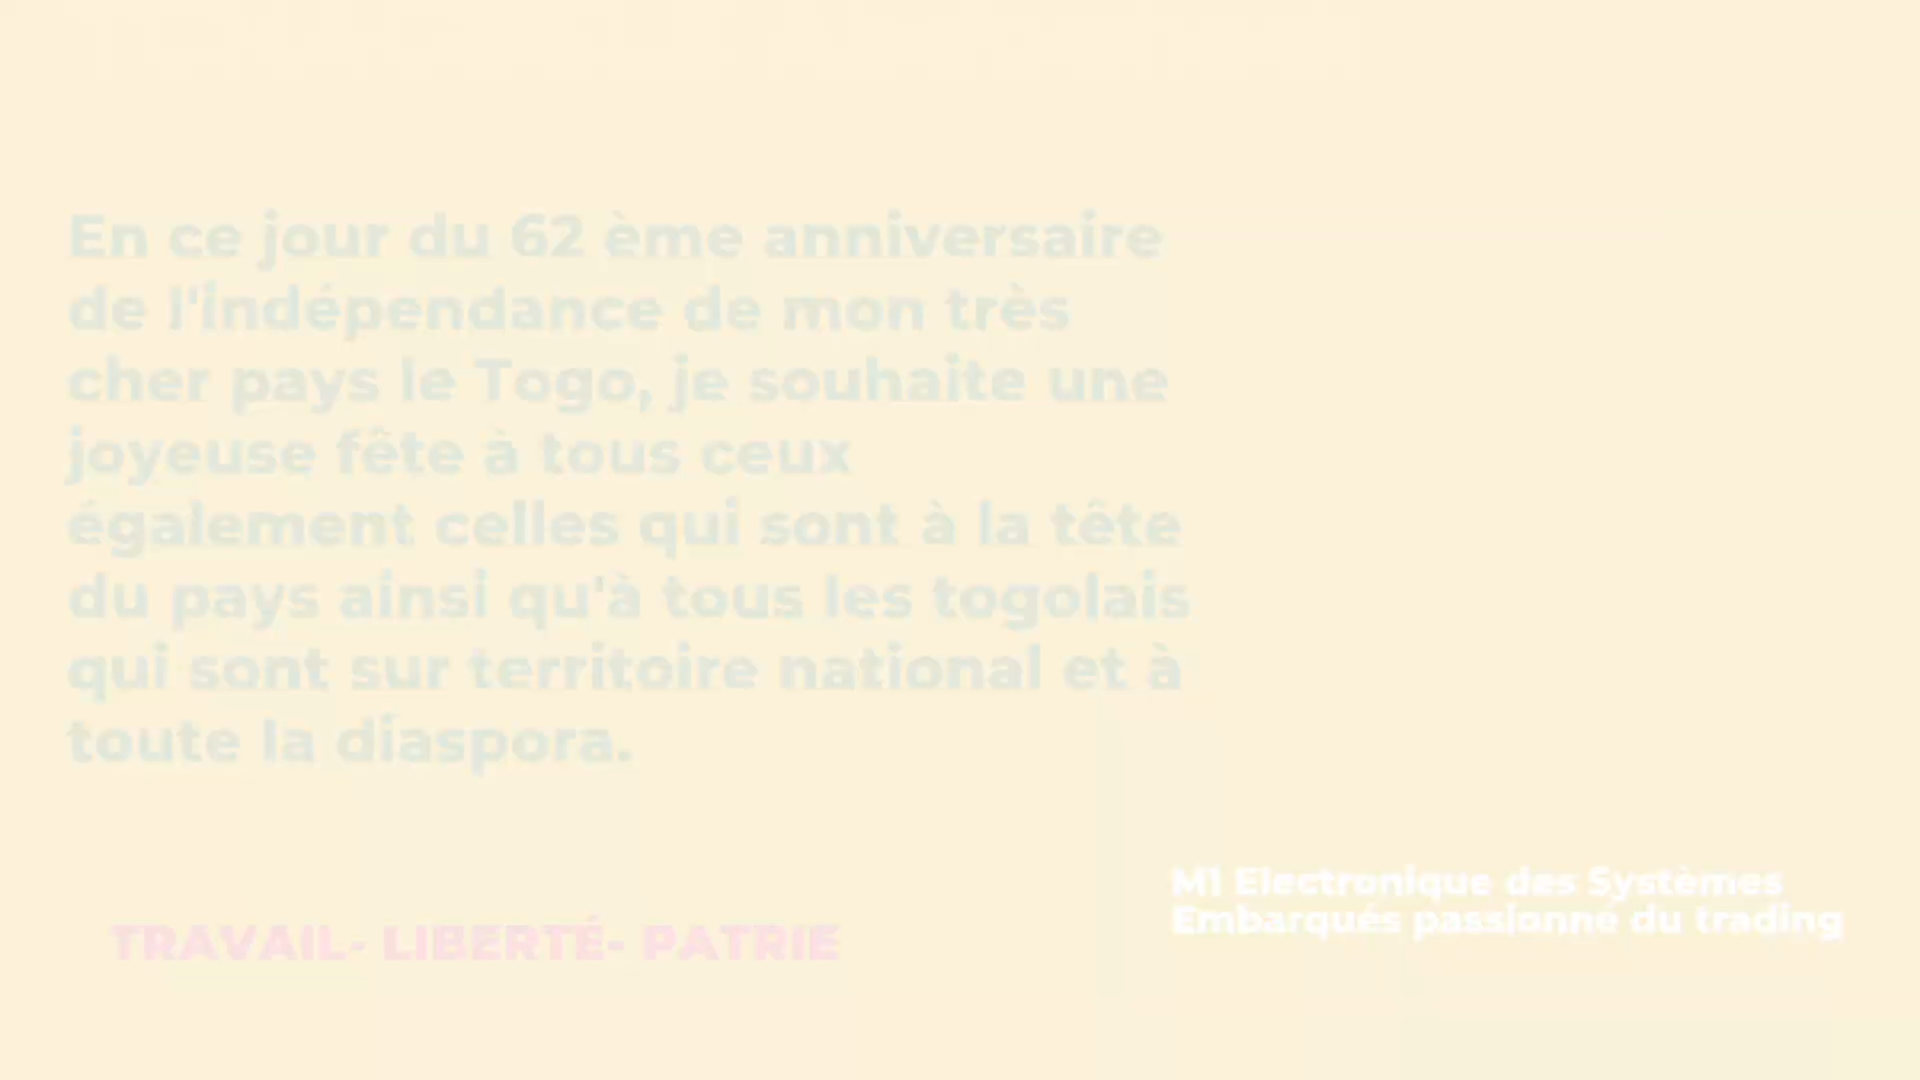 En ce jour du 62 ème anniversaire
de l'indépendance de mon très
cher pays le Togo, je souhaite une
joyeuse fête à tous ceux
également celles qui sont à la tête
du pays ainsi qu'à tous les togolais
qui sont sur territoire national et à
toute la diaspora.
TRAVAIL- LIBERTÉ- PATRIE
M1 Electronique des Systèmes
Embarqués passionné du trading